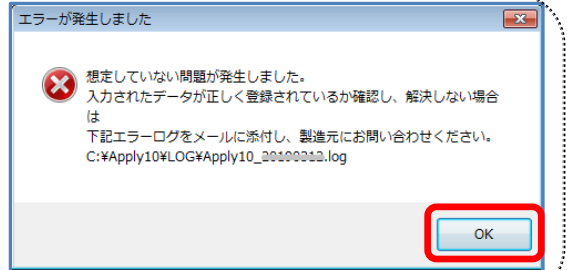 エラーが発生しました
想定していない問題が発生しました。
入力されたデータが正しく登録されているか確認し、解決しない場合
は
下記エラーログをメールに添付し、製造元にお問い合わせください。
C:¥Apply10¥LOG¥Apply10_20190312.log
OK